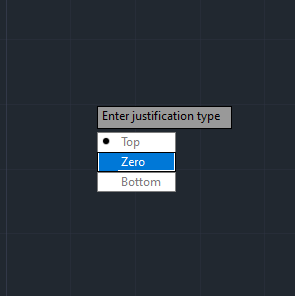 Enter justification type
Top
Zero
Bottom